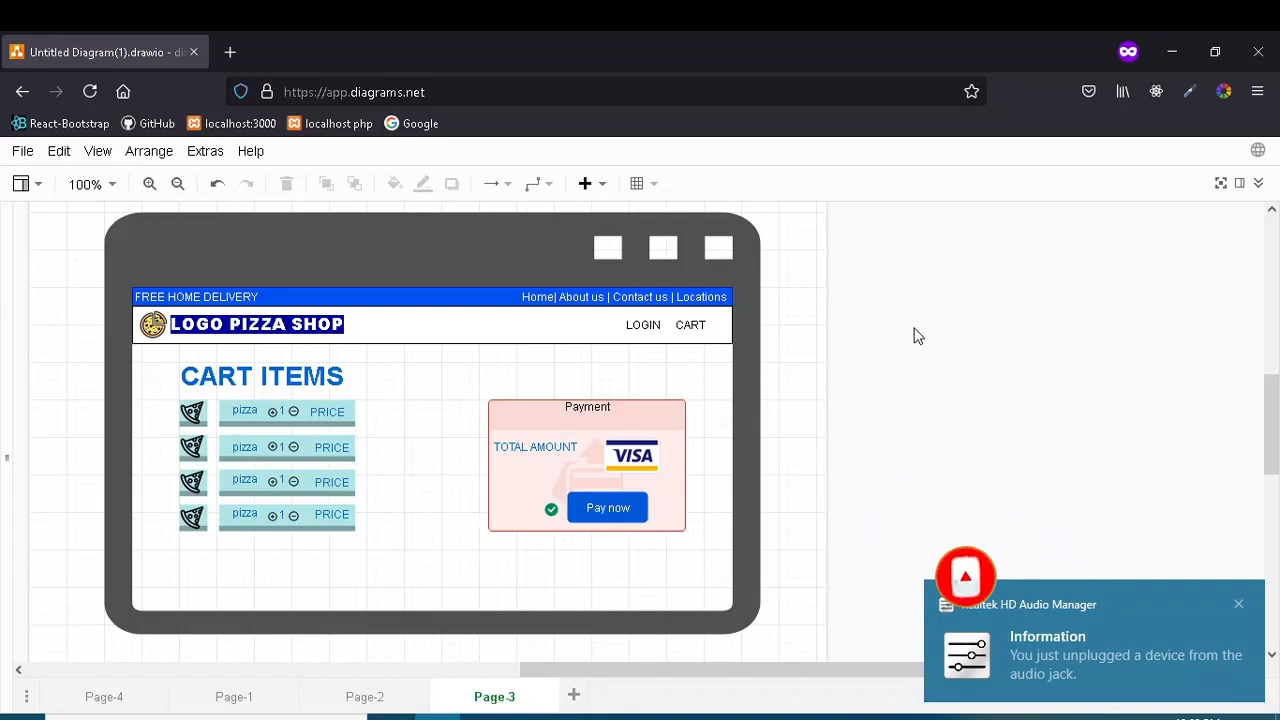 Untitled Diagram(1).drawio - di
https://app.diagrams.net
React-Bootstrap GitHub localhost:3000 localhost php Google
File Edit View Arrange Extras Help
100%
FREE HOME DELIVERY Home| About us | Contact us | Locations
LOGO PIZZA SHOP LOGIN CART
CART ITEMS
pizza 1 PRICE
pizza 1 PRICE
pizza 1 PRICE
pizza 1 PRICE
Payment
TOTAL AMOUNT VISA
Pay now
HD Audio Manager
Information
You just unplugged a device from the
audio jack.
Page-4 Page-1 Page-2 Page-3